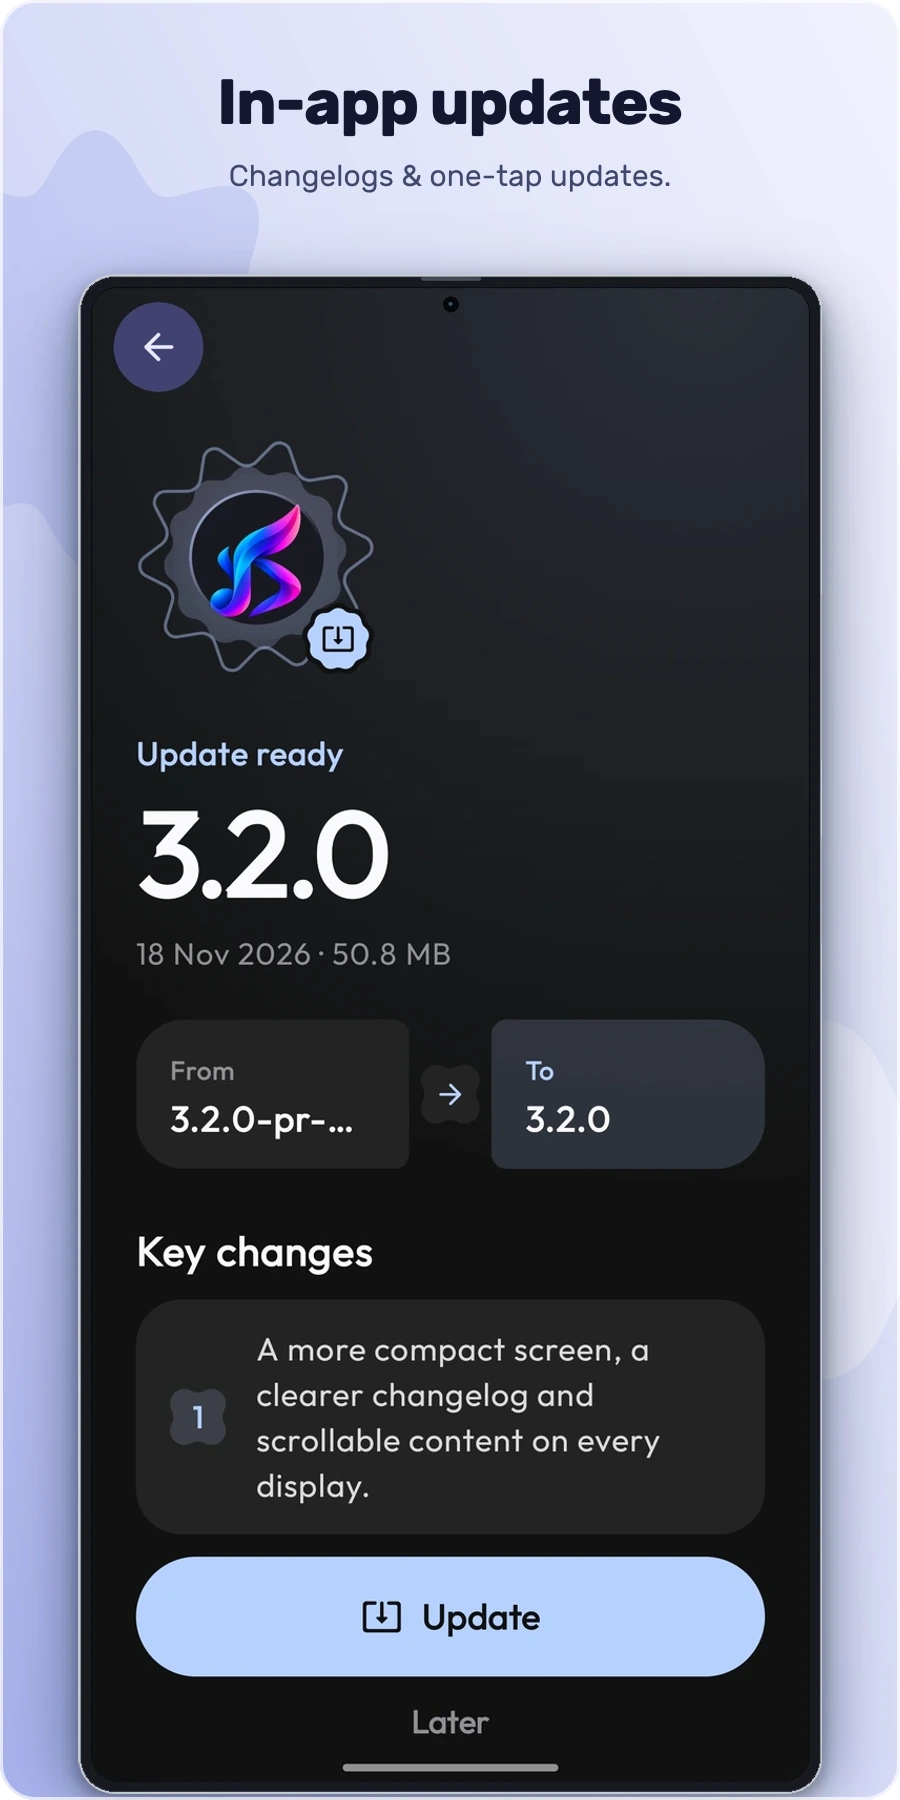 In-app updates
Changelogs & one-tap updates.
Update ready
3.2.0
18 Nov 2026 · 50.8 MB
From
3.2.0-pr-...
To
3.2.0
Key changes
1
A more compact screen, a
clearer changelog and
scrollable content on every
display.
Update
Later